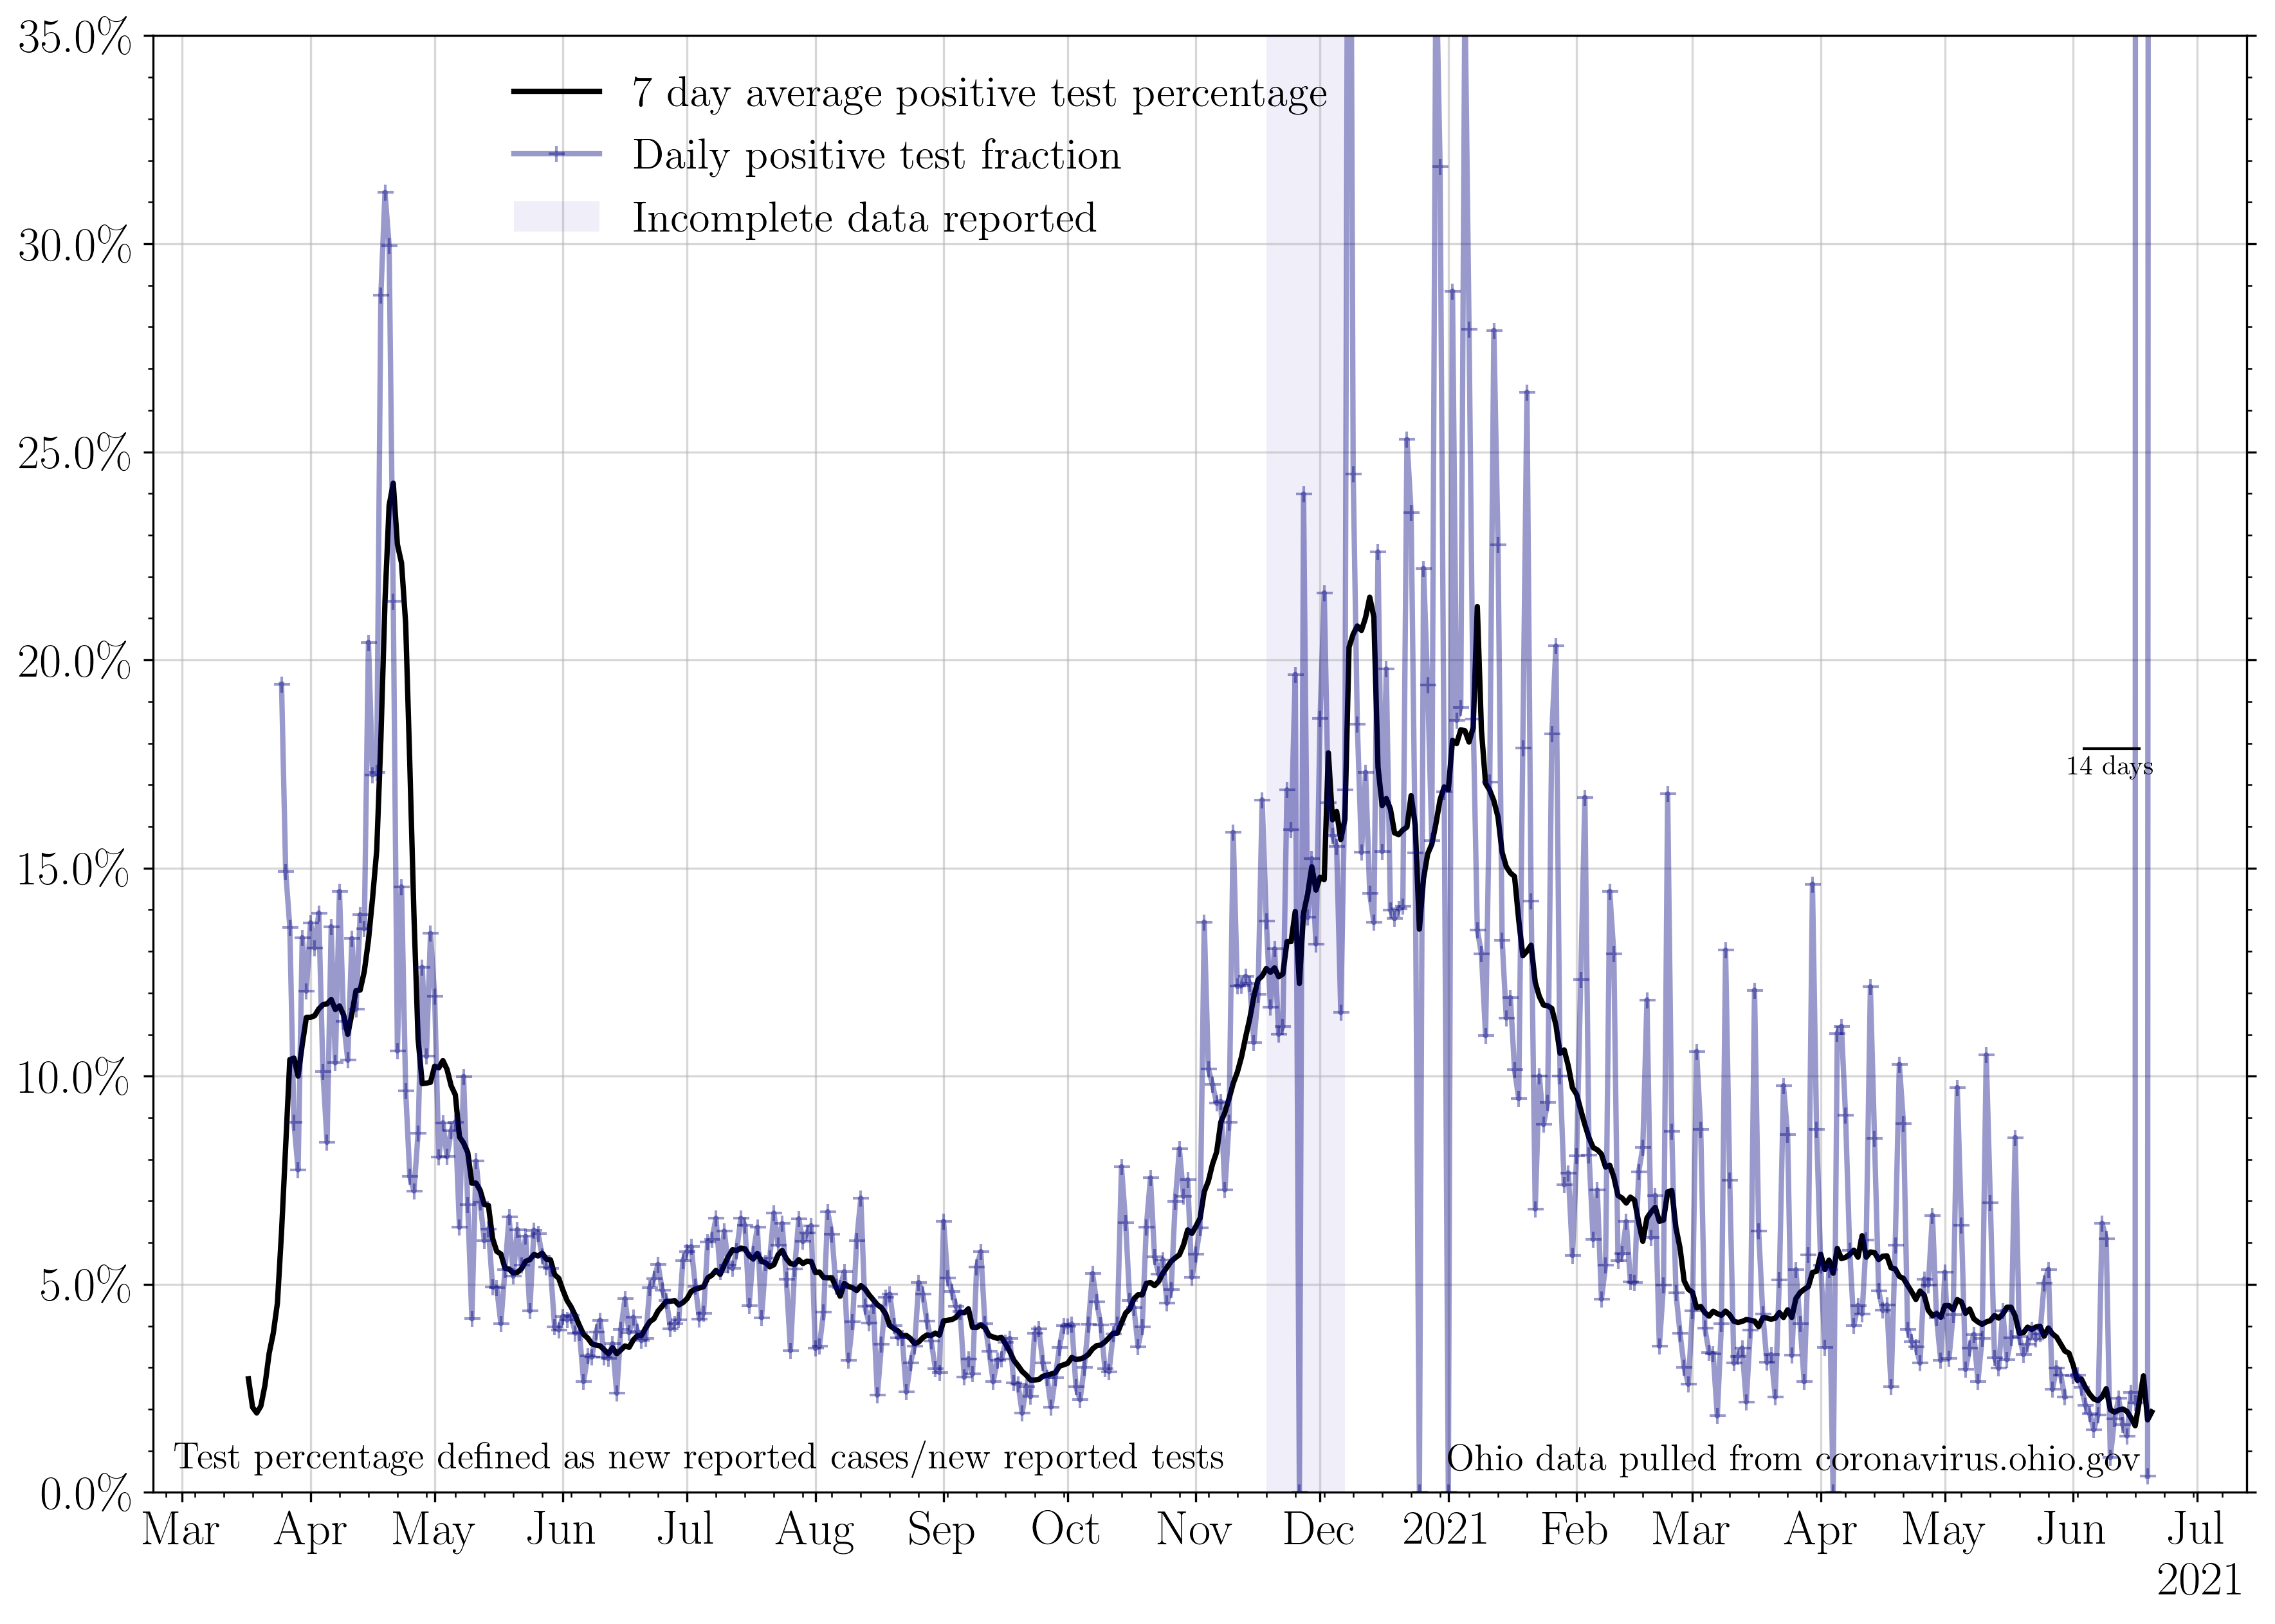 35.0%
30.0%
25.0%
20.0%
15.0%
10.0%
5.0%
0.0%
7 day average positive test percentage
Daily positive test fraction
Incomplete data reported
14 days
Test percentage defined as new reported cases/new reported tests
Ohio data pulled from coronavirus.ohio.gov
Mar Apr May Jun Jul Aug Sep Oct Nov Dec 2021 Feb Mar Apr May Jun Jul
2021